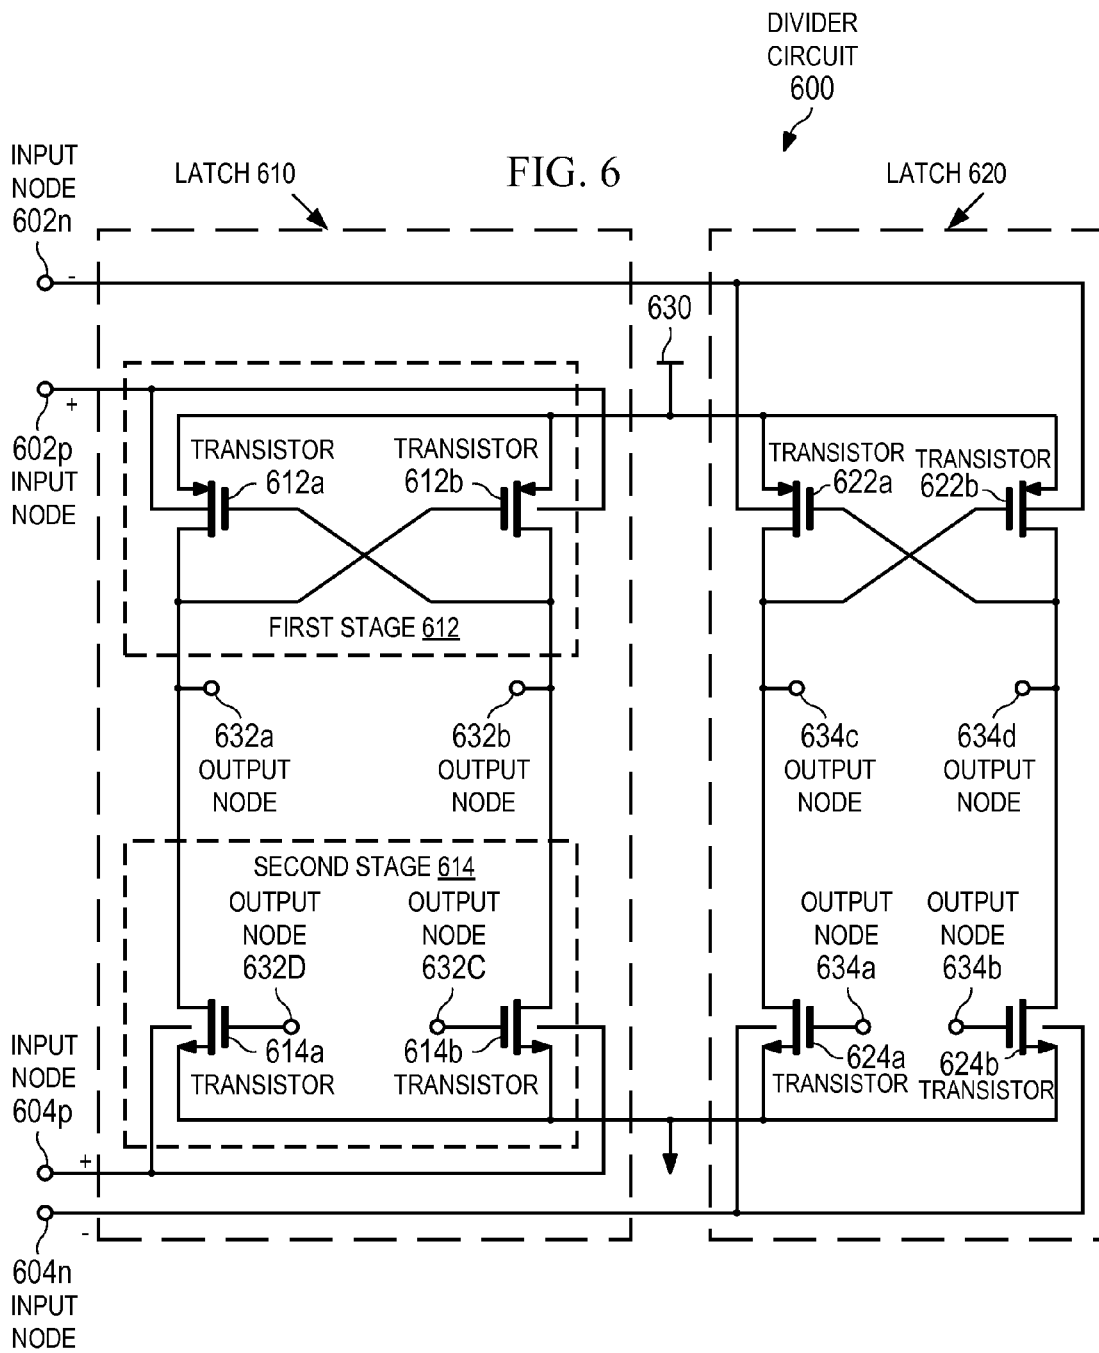 DIVIDER
CIRCUIT
600
INPUT
NODE
602n
LATCH 610
FIG. 6
LATCH 620
-
630
+
602p
INPUT
NODE
TRANSISTOR
612a
TRANSISTOR
612b
TRANSISTOR
622a
TRANSISTOR
622b
FIRST STAGE 612
632a
OUTPUT
NODE
632b
OUTPUT
NODE
634c
OUTPUT
NODE
634d
OUTPUT
NODE
SECOND STAGE 614
OUTPUT
NODE
632D
OUTPUT
NODE
632C
OUTPUT
NODE
634a
OUTPUT
NODE
634b
614a
TRANSISTOR
614b
TRANSISTOR
624a
TRANSISTOR
624b
TRANSISTOR
INPUT
NODE
604p
+
-
604n
INPUT
NODE